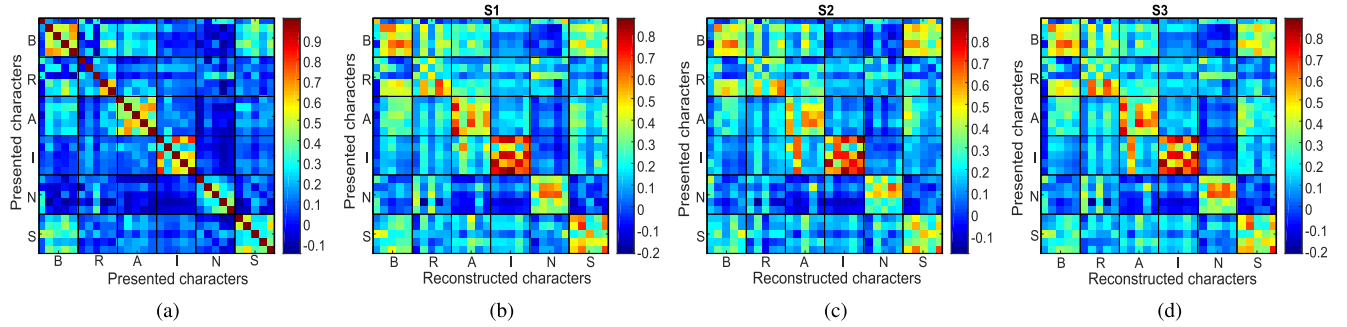 S1
S2
S3
Presented characters
B
R
A
I
N
S
B R A I N S
Presented characters
0.9
0.8
0.7
0.6
0.5
0.4
0.3
0.2
0.1
0
-0.1
(a)
Presented characters
B
R
A
I
N
S
B R A I N S
Reconstructed characters
0.8
0.7
0.6
0.5
0.4
0.3
0.2
0.1
0
-0.1
-0.2
(b)
Presented characters
B
R
A
I
N
S
B R A I N S
Reconstructed characters
0.8
0.7
0.6
0.5
0.4
0.3
0.2
0.1
0
-0.1
(c)
Presented characters
B
R
A
I
N
S
B R A I N S
Reconstructed characters
0.8
0.7
0.6
0.5
0.4
0.3
0.2
0.1
0
-0.1
-0.2
(d)